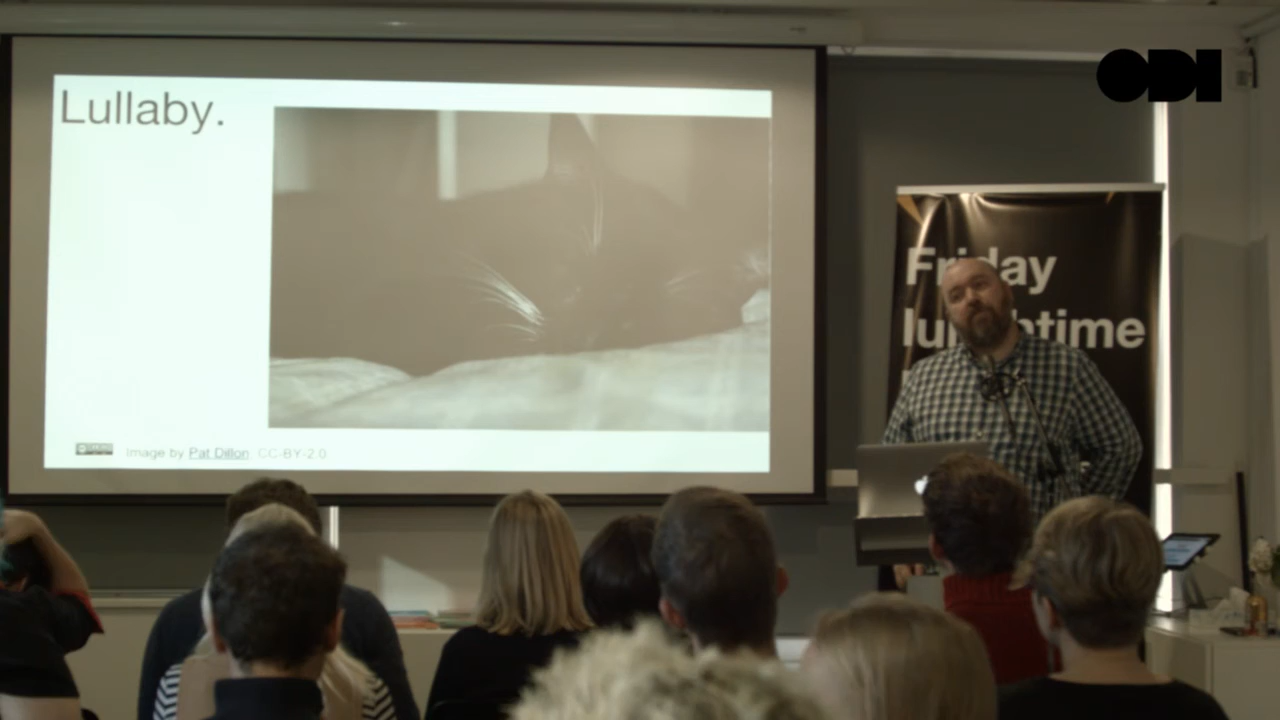 Lullaby.
Image by Pat Dillon CC-BY-2.0
ODI
Friday
lunchtime